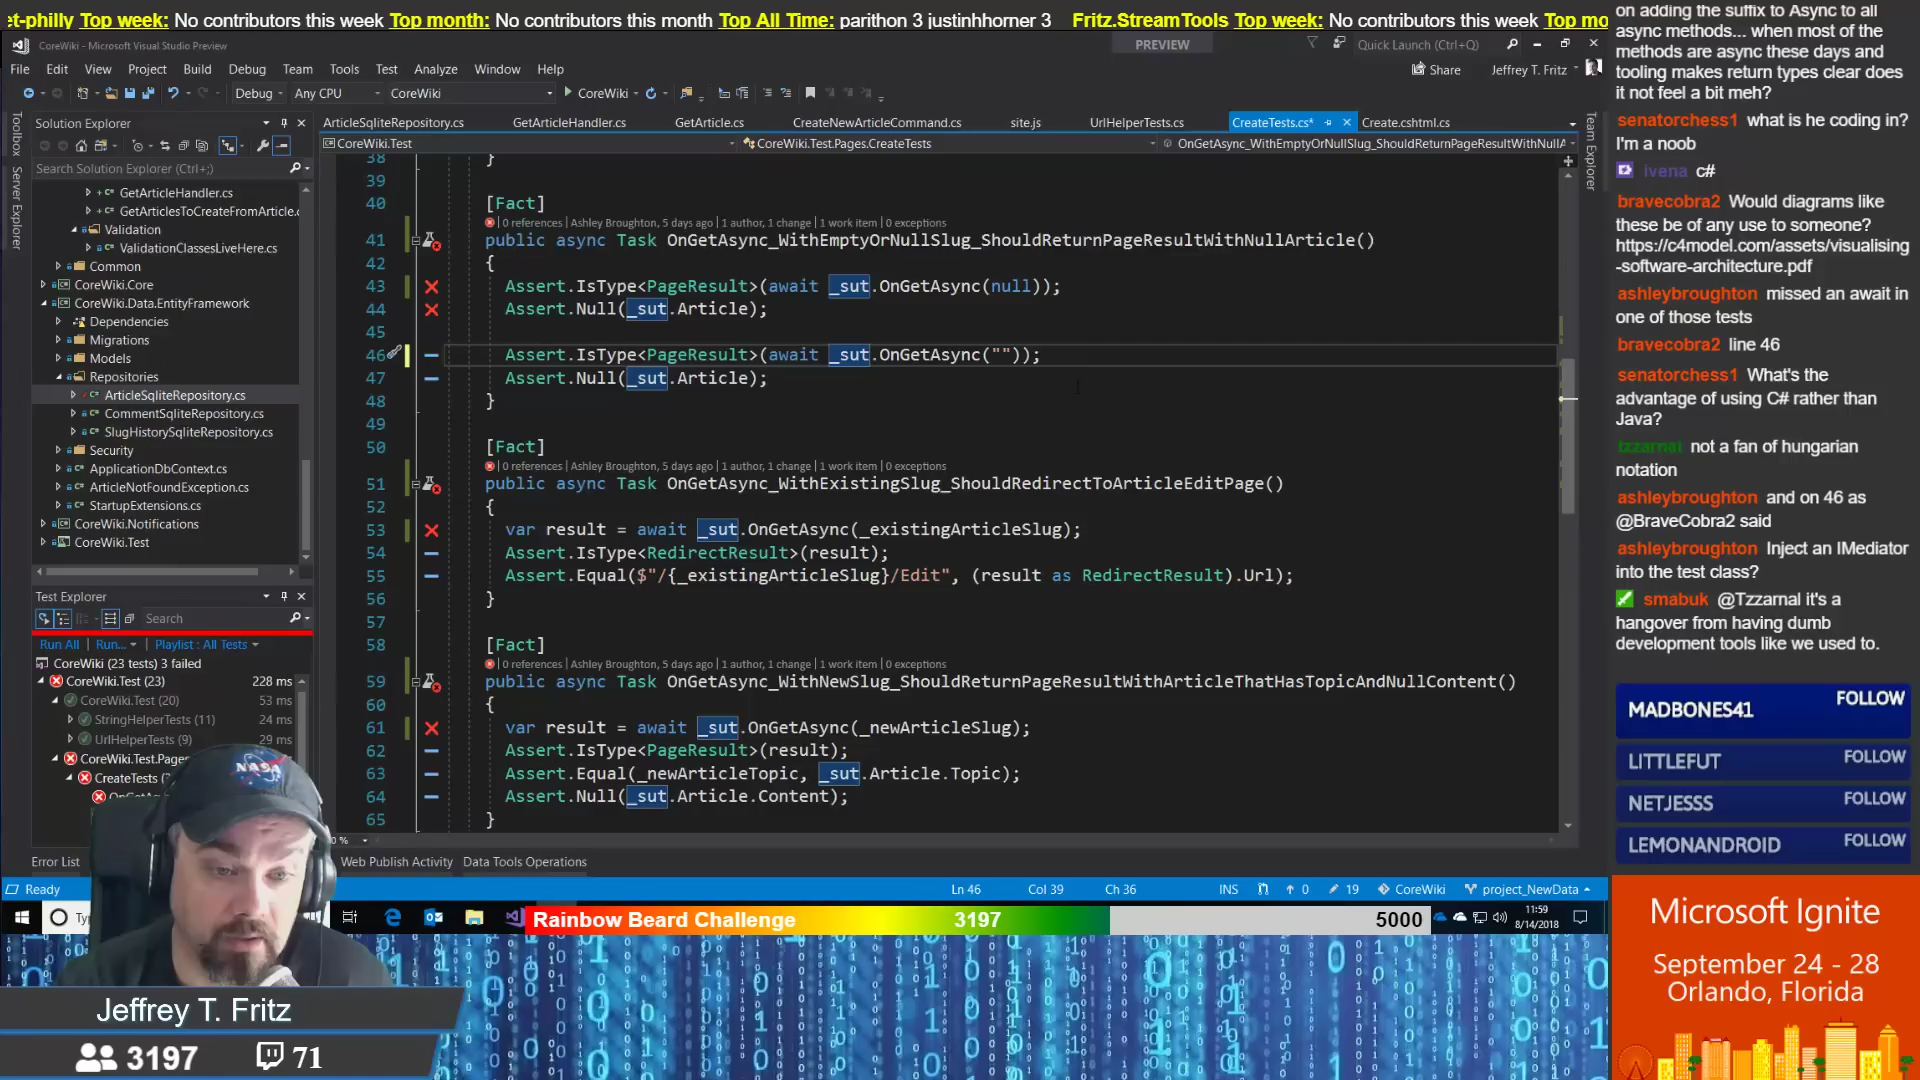 et-philly Top week: No contributors this week Top month: No contributors this month Top All Time: parithon 3 justinhhorner 3 Fritz.StreamTools Top week: No contributors this week Top mo
CoreWiki - Microsoft Visual Studio Preview
PREVIEW
Quick Launch (Ctrl+Q)
File Edit View Project Build Debug Team Tools Test Analyze Window Help
Share
Jeffrey T. Fritz
Debug Any CPU CoreWiki CoreWiki
Toolbox
Server Explorer
Team Explorer
Solution Explorer
Search Solution Explorer (Ctrl+;)
GetArticleHandler.cs
GetArticlesToCreateFromArticle.c
Validation
ValidationClassesLiveHere.cs
Common
CoreWiki.Core
CoreWiki.Data.EntityFramework
Dependencies
Migrations
Models
Repositories
ArticleSqliteRepository.cs
CommentSqliteRepository.cs
SlugHistorySqliteRepository.cs
Security
ApplicationDbContext.cs
ArticleNotFoundException.cs
StartupExtensions.cs
CoreWiki.Notifications
CoreWiki.Test
Test Explorer
Search
Run All Run... Playlist : All Tests
CoreWiki (23 tests) 3 failed
CoreWiki.Test (23) 228 ms
CoreWiki.Test (20) 53 ms
StringHelperTests (11) 24 ms
UrlHelperTests (9) 29 ms
CoreWiki.Test.Pages
CreateTests (
OnGetA
ArticleSqliteRepository.cs GetArticleHandler.cs GetArticle.cs CreateNewArticleCommand.cs site.js UrlHelperTests.cs CreateTests.cs* Create.cshtml.cs
CoreWiki.Test CoreWiki.Test.Pages.CreateTests OnGetAsync_WithEmptyOrNullSlug_ShouldReturnPageResultWithNullA
38 }
39
40 [Fact]
0 references | Ashley Broughton, 5 days ago | 1 author, 1 change | 1 work item | 0 exceptions
41 public async Task OnGetAsync_WithEmptyOrNullSlug_ShouldReturnPageResultWithNullArticle()
42 {
43 Assert.IsType<PageResult>(await _sut.OnGetAsync(null));
44 Assert.Null(_sut.Article);
45
46 Assert.IsType<PageResult>(await _sut.OnGetAsync(""));
47 Assert.Null(_sut.Article);
48 }
49
50 [Fact]
0 references | Ashley Broughton, 5 days ago | 1 author, 1 change | 1 work item | 0 exceptions
51 public async Task OnGetAsync_WithExistingSlug_ShouldRedirectToArticleEditPage()
52 {
53 var result = await _sut.OnGetAsync(_existingArticleSlug);
54 Assert.IsType<RedirectResult>(result);
55 Assert.Equal($"/{_existingArticleSlug}/Edit", (result as RedirectResult).Url);
56 }
57
58 [Fact]
0 references | Ashley Broughton, 5 days ago | 1 author, 1 change | 1 work item | 0 exceptions
59 public async Task OnGetAsync_WithNewSlug_ShouldReturnPageResultWithArticleThatHasTopicAndNullContent()
60 {
61 var result = await _sut.OnGetAsync(_newArticleSlug);
62 Assert.IsType<PageResult>(result);
63 Assert.Equal(_newArticleTopic, _sut.Article.Topic);
64 Assert.Null(_sut.Article.Content);
65 }
0 %
Error List Web Publish Activity Data Tools Operations
Ready Ln 46 Col 39 Ch 36 INS 0 19 CoreWiki project_NewData
Rainbow Beard Challenge 3197 5000
11:59
8/14/2018
NASA
Jeffrey T. Fritz
3197 71
on adding the suffix to Async to all
async methods... when most of the
methods are async these days and
tooling makes return types clear does
it not feel a bit meh?
senatorchess1 what is he coding in?
I'm a noob
ivena c#
bravecobra2 Would diagrams like
these be of any use to someone?
https://c4model.com/assets/visualising
-software-architecture.pdf
ashleybroughton missed an await in
one of those tests
bravecobra2 line 46
senatorchess1 What's the
advantage of using C# rather than
Java?
tzzarnal not a fan of hungarian
notation
ashleybroughton and on 46 as
@BraveCobra2 said
ashleybroughton Inject an IMediator
into the test class?
smabuk @Tzzarnal it's a
hangover from having dumb
development tools like we used to.
MADBONES41 FOLLOW
LITTLEFUT FOLLOW
NETJESSS FOLLOW
LEMONANDROID FOLLOW
Microsoft Ignite
September 24 - 28
Orlando, Florida